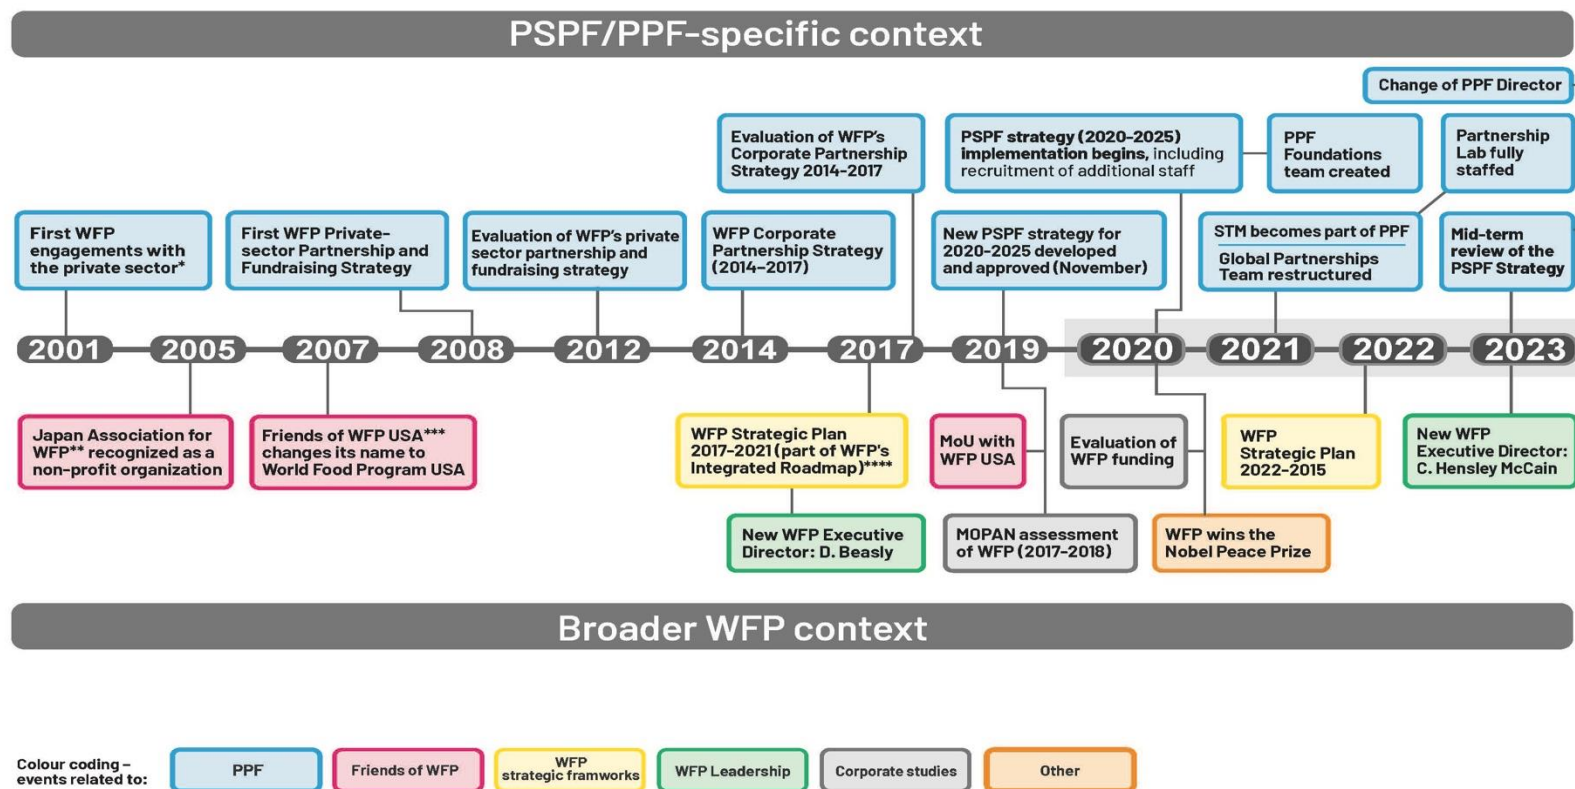 PSPF/PPF-specific context
Change of PPF Director
Evaluation of WFP's
Corporate Partnership
Strategy 2014-2017
PSPF strategy (2020-2025)
implementation begins, including
recruitment of additional staff
PPF
Foundations
team created
Partnership
Lab fully
staffed
First WFP
engagements with
the private sector*
First WFP Private-
sector Partnership and
Fundraising Strategy
Evaluation of WFP's private
sector partnership and
fundraising strategy
WFP Corporate
Partnership Strategy
(2014-2017)
New PSPF strategy for
2020-2025 developed
and approved (November)
STM becomes part of PPF
Global Partnerships
Team restructured
Mid-term
review of the
PSPF Strategy
2001 2005 2007 2008 2012 2014 2017 2019 2020 2021 2022 2023
Japan Association for
WFP** recognized as a
non-profit organization
Friends of WFP USA***
changes its name to
World Food Program USA
WFP Strategic Plan
2017-2021 (part of WFP's
Integrated Roadmap)****
MoU with
WFP USA
Evaluation of
WFP funding
WFP
Strategic Plan
2022-2015
New WFP
Executive Director:
C. Hensley McCain
New WFP Executive
Director: D. Beasly
MOPAN assessment
of WFP (2017-2018)
WFP wins the
Nobel Peace Prize
Broader WFP context
Colour coding –
events related to:
PPF
Friends of WFP
WFP
strategic framworks
WFP Leadership
Corporate studies
Other